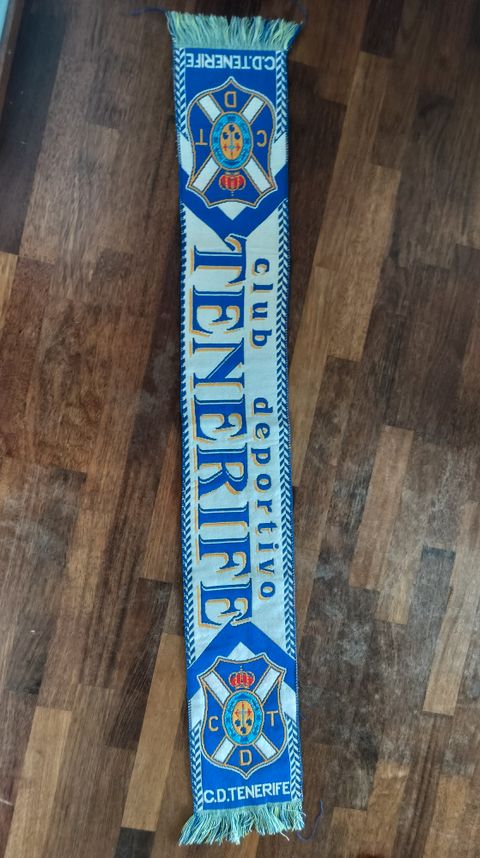 C.D.TENERIFE
D
T C
club deportivo
TENERIFE
C T
D
C.D.TENERIFE